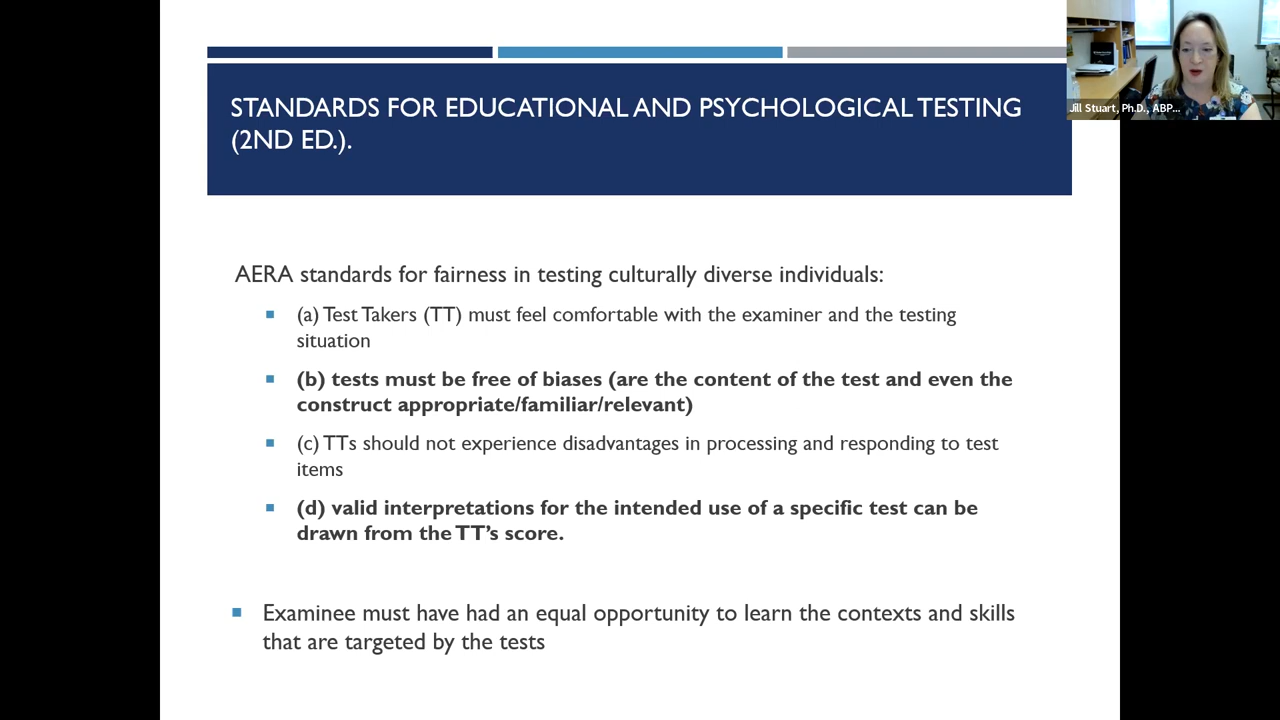 STANDARDS FOR EDUCATIONAL AND PSYCHOLOGICAL TESTING
(2ND ED.).
Jill Stuart, Ph.D., ABP...
AERA standards for fairness in testing culturally diverse individuals:
(a) Test Takers (TT) must feel comfortable with the examiner and the testing
situation
(b) tests must be free of biases (are the content of the test and even the
construct appropriate/familiar/relevant)
(c) TTs should not experience disadvantages in processing and responding to test
items
(d) valid interpretations for the intended use of a specific test can be
drawn from the TT's score.
Examinee must have had an equal opportunity to learn the contexts and skills
that are targeted by the tests